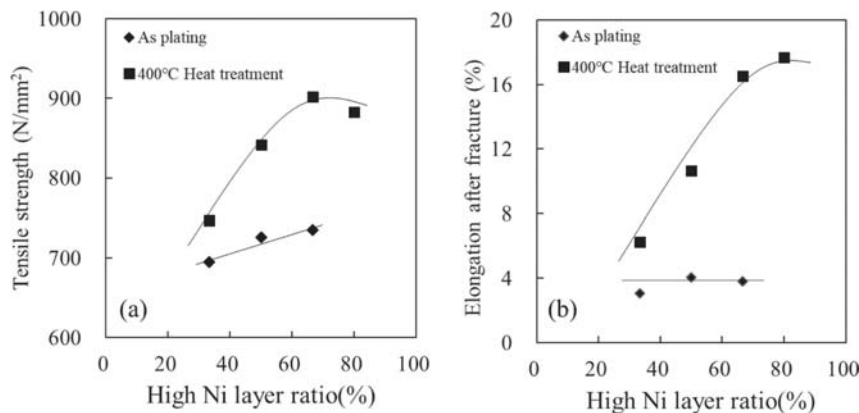 1000
900
800
700
600
Tensile strength (N/mm²)
As plating
400°C Heat treatment
(a)
0 20 40 60 80 100
High Ni layer ratio(%)
20
16
12
8
4
0
Elongation after fracture (%)
As plating
400°C Heat treatment
(b)
0 20 40 60 80 100
High Ni layer ratio(%)